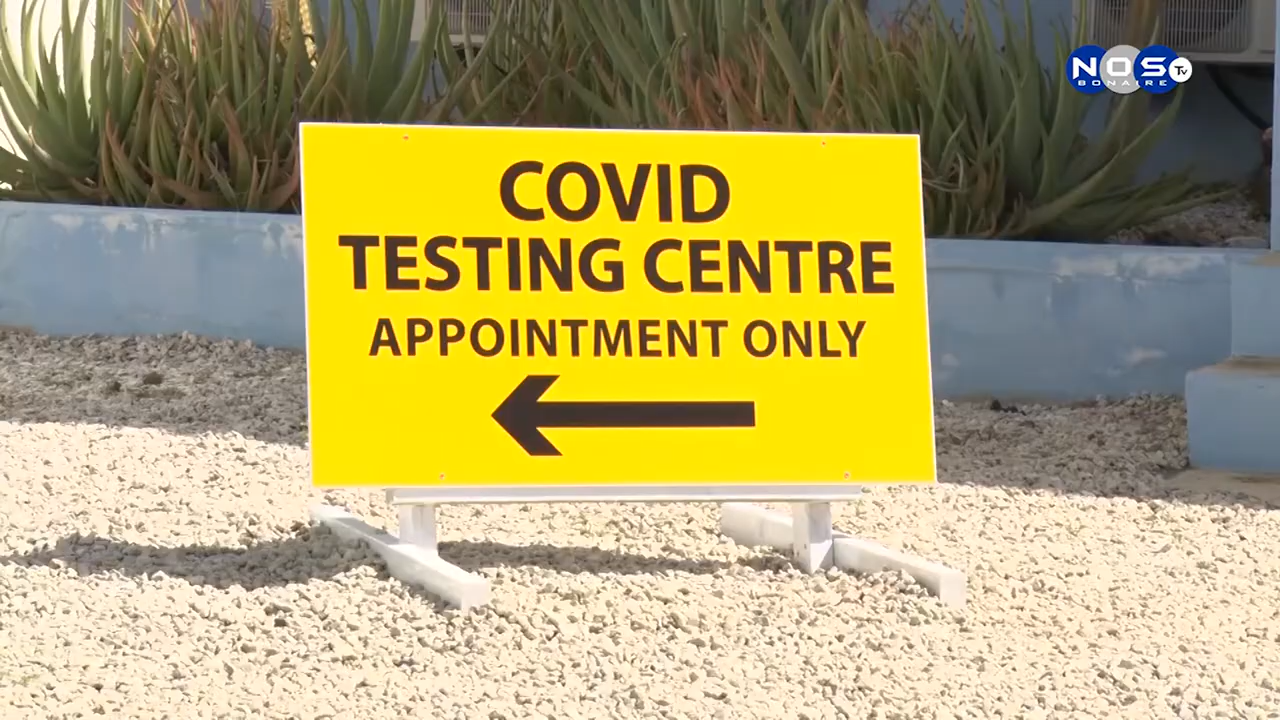 NOS TV
BONAIRE
COVID
TESTING CENTRE
APPOINTMENT ONLY